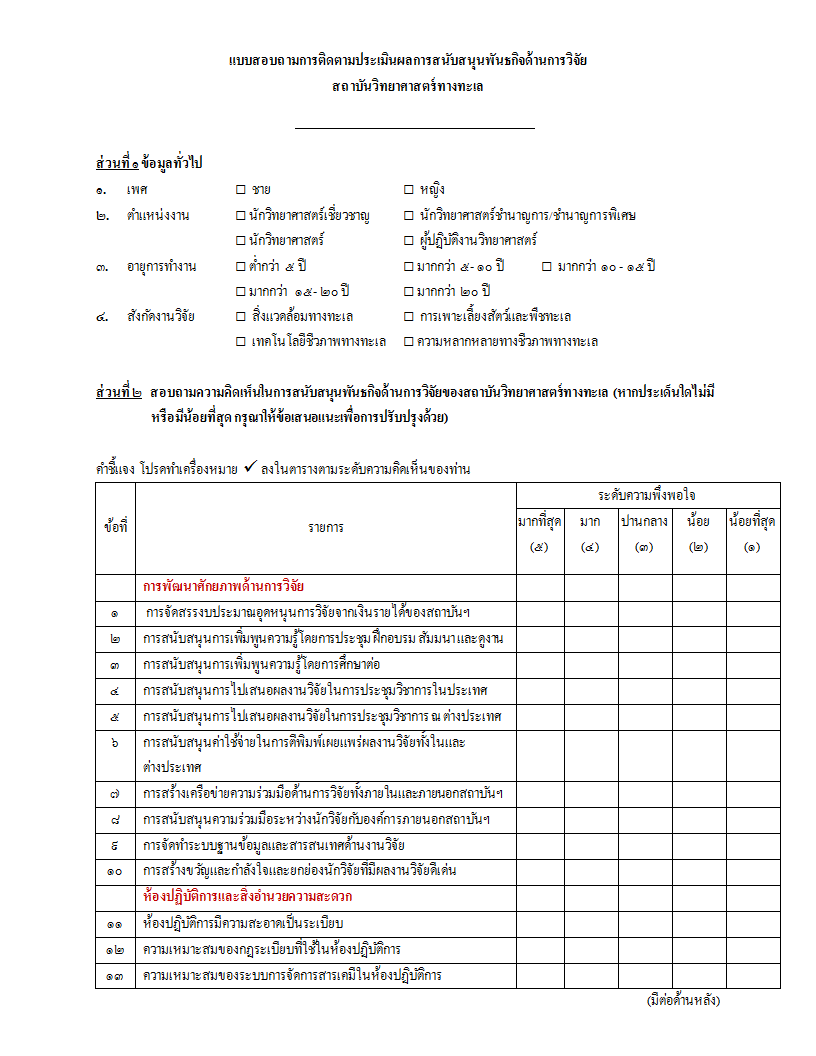 แบบสอบถามการติดตามประเมินผลการสนับสนุนพันธกิจด้านการวิจัย
สถาบันวิทยาศาสตร์ทางทะเล
ส่วนที่ ๑ ข้อมูลทั่วไป
๑. เพศ ☐ ชาย ☐ หญิง
๒. ตำแหน่งงาน ☐ นักวิทยาศาสตร์เชี่ยวชาญ ☐ นักวิทยาศาสตร์ชำนาญการ/ชำนาญการพิเศษ
☐ นักวิทยาศาสตร์ ☐ ผู้ปฏิบัติงานวิทยาศาสตร์
๓. อายุการทำงาน ☐ ต่ำกว่า ๕ ปี ☐ มากกว่า ๕- ๑๐ ปี ☐ มากกว่า ๑๐ - ๑๕ ปี
☐ มากกว่า ๑๕- ๒๐ ปี ☐ มากกว่า ๒๐ ปี
๔. สังกัดงานวิจัย ☐ สิ่งแวดล้อมทางทะเล ☐ การเพาะเลี้ยงสัตว์และพืชทะเล
☐ เทคโนโลยีชีวภาพทางทะเล ☐ ความหลากหลายทางชีวภาพทางทะเล
ส่วนที่ ๒ สอบถามความคิดเห็นในการสนับสนุนพันธกิจด้านการวิจัยของสถาบันวิทยาศาสตร์ทางทะเล (หากประเด็นใดไม่มี
หรือมีน้อยที่สุด กรุณาให้ข้อเสนอแนะเพื่อการปรับปรุงด้วย)
คำชี้แจง โปรดทำเครื่องหมาย ✓ ลงในตารางตามระดับความคิดเห็นของท่าน
ข้อที่ รายการ ระดับความพึงพอใจ
มากที่สุด มาก ปานกลาง น้อย น้อยที่สุด
(๕) (๔) (๓) (๒) (๑)
การพัฒนาศักยภาพด้านการวิจัย
๑ การจัดสรรงบประมาณอุดหนุนการวิจัยจากเงินรายได้ของสถาบันฯ
๒ การสนับสนุนการเพิ่มพูนความรู้โดยการประชุม ฝึกอบรม สัมมนา และดูงาน
๓ การสนับสนุนการเพิ่มพูนความรู้โดยการศึกษาต่อ
๔ การสนับสนุนการไปเสนอผลงานวิจัยในการประชุมวิชาการในประเทศ
๕ การสนับสนุนการไปเสนอผลงานวิจัยในการประชุมวิชาการ ณ ต่างประเทศ
๖ การสนับสนุนค่าใช้จ่ายในการตีพิมพ์เผยแพร่ผลงานวิจัยทั้งในและ
ต่างประเทศ
๗ การสร้างเครือข่ายความร่วมมือด้านการวิจัยทั้งภายในและภายนอกสถาบันฯ
๘ การสนับสนุนความร่วมมือระหว่างนักวิจัยกับองค์การภายนอกสถาบันฯ
๙ การจัดทำระบบฐานข้อมูลและสารสนเทศด้านงานวิจัย
๑๐ การสร้างขวัญและกำลังใจและยกย่องนักวิจัยที่มีผลงานวิจัยดีเด่น
ห้องปฏิบัติการและสิ่งอำนวยความสะดวก
๑๑ ห้องปฏิบัติการมีความสะอาดเป็นระเบียบ
๑๒ ความเหมาะสมของกฎระเบียบที่ใช้ในห้องปฏิบัติการ
๑๓ ความเหมาะสมของระบบการจัดการสารเคมีในห้องปฏิบัติการ
(มีต่อด้านหลัง)